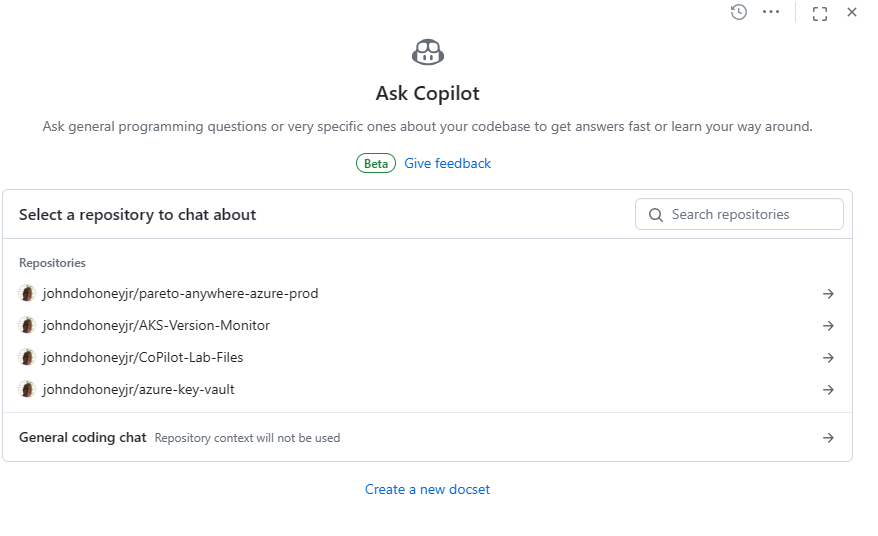 Ask Copilot
Ask general programming questions or very specific ones about your codebase to get answers fast or learn your way around.
Beta Give feedback
Select a repository to chat about
Search repositories
Repositories
johndohoneyjr/pareto-anywhere-azure-prod
johndohoneyjr/AKS-Version-Monitor
johndohoneyjr/CoPilot-Lab-Files
johndohoneyjr/azure-key-vault
General coding chat Repository context will not be used
Create a new docset